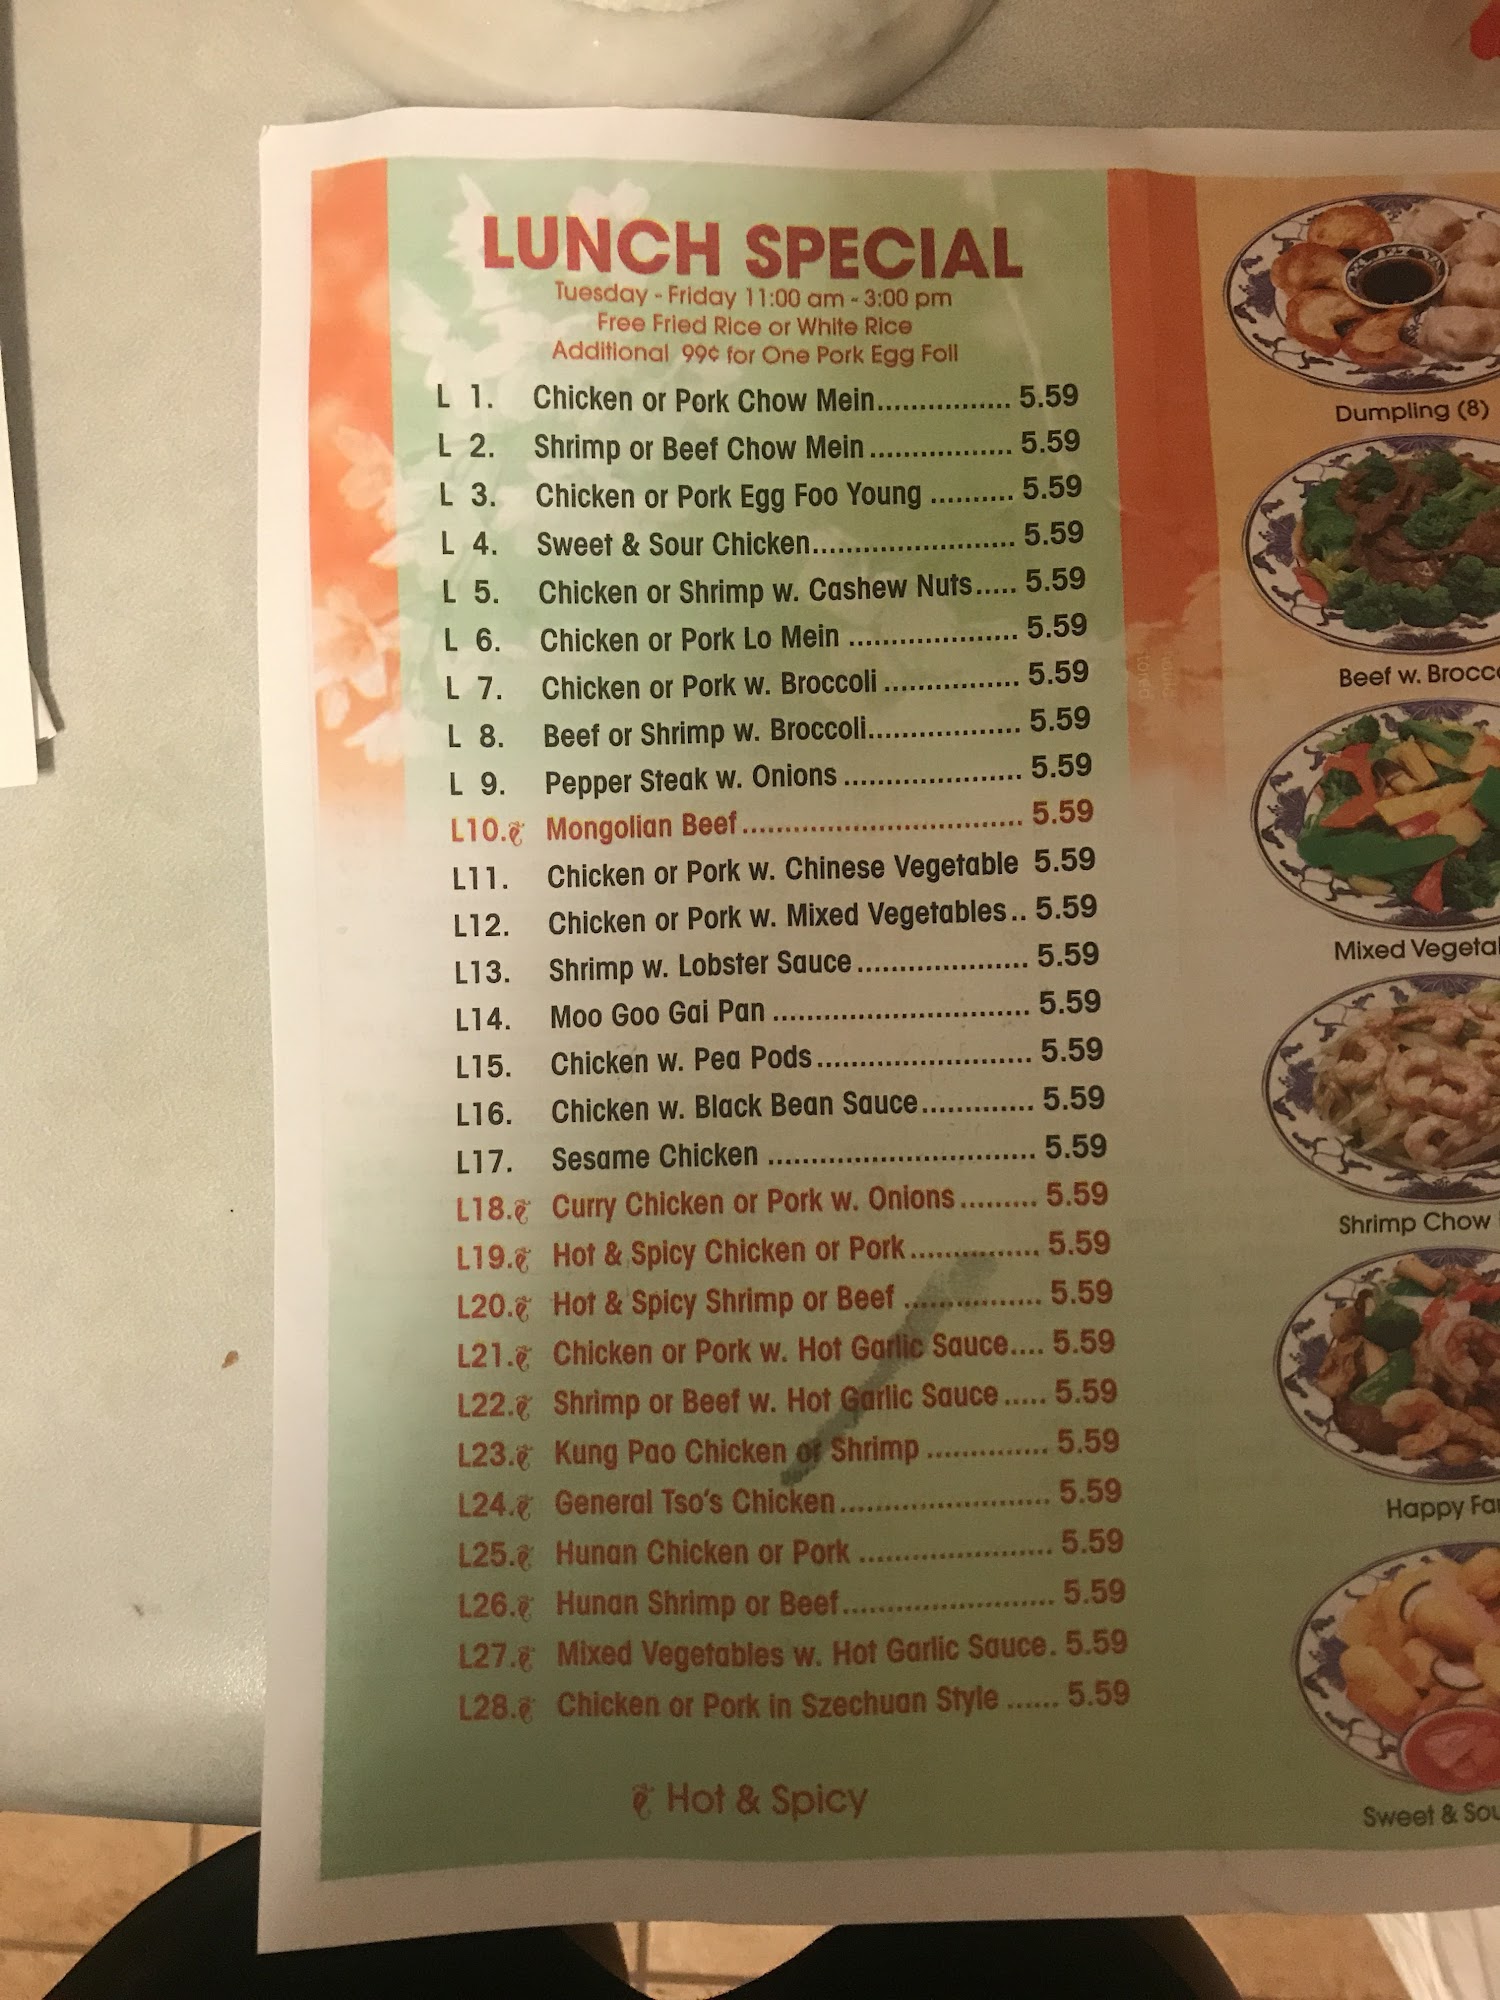 LUNCH SPECIAL
Tuesday - Friday 11:00 am - 3:00 pm
Free Fried Rice or White Rice
Additional 99¢ for One Pork Egg Foll
L 1. Chicken or Pork Chow Mein................ 5.59
L 2. Shrimp or Beef Chow Mein ................. 5.59
L 3. Chicken or Pork Egg Foo Young .......... 5.59
L 4. Sweet & Sour Chicken........................ 5.59
L 5. Chicken or Shrimp w. Cashew Nuts..... 5.59
L 6. Chicken or Pork Lo Mein .................... 5.59
L 7. Chicken or Pork w. Broccoli ................ 5.59
L 8. Beef or Shrimp w. Broccoli.................. 5.59
L 9. Pepper Steak w. Onions ..................... 5.59
L10. Mongolian Beef................................. 5.59
L11. Chicken or Pork w. Chinese Vegetable 5.59
L12. Chicken or Pork w. Mixed Vegetables.. 5.59
L13. Shrimp w. Lobster Sauce .................... 5.59
L14. Moo Goo Gai Pan .............................. 5.59
L15. Chicken w. Pea Pods......................... 5.59
L16. Chicken w. Black Bean Sauce............. 5.59
L17. Sesame Chicken ............................... 5.59
L18. Curry Chicken or Pork w. Onions......... 5.59
L19. Hot & Spicy Chicken or Pork............... 5.59
L20. Hot & Spicy Shrimp or Beef ................ 5.59
L21. Chicken or Pork w. Hot Garlic Sauce.... 5.59
L22. Shrimp or Beef w. Hot Garlic Sauce ..... 5.59
L23. Kung Pao Chicken or Shrimp .............. 5.59
L24. General Tso's Chicken........................ 5.59
L25. Hunan Chicken or Pork ...................... 5.59
L26. Hunan Shrimp or Beef........................ 5.59
L27. Mixed Vegetables w. Hot Garlic Sauce. 5.59
L28. Chicken or Pork in Szechuan Style ...... 5.59
Hot & Spicy
Dumpling (8)
Beef w. Brocc
Mixed Vegeta
Shrimp Chow
Happy Fa
Sweet & Sou